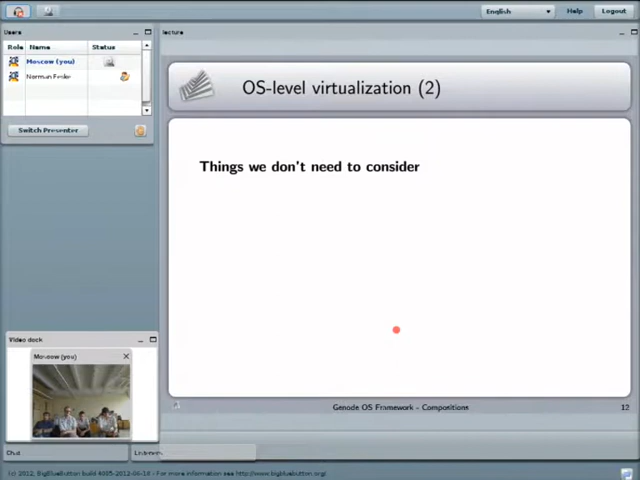 English
Help
Logout
Users
Role Name Status
Moscow (you)
Norman Feske
Switch Presenter
lecture
OS-level virtualization (2)
Things we don't need to consider
Genode OS Framework - Compositions
12
Video dock
Moscow (you)
Chat
Listeners
(c) 2012, BigBlueButton build 4035-2012-06-14 - For more information see http://www.bigbluebutton.org/